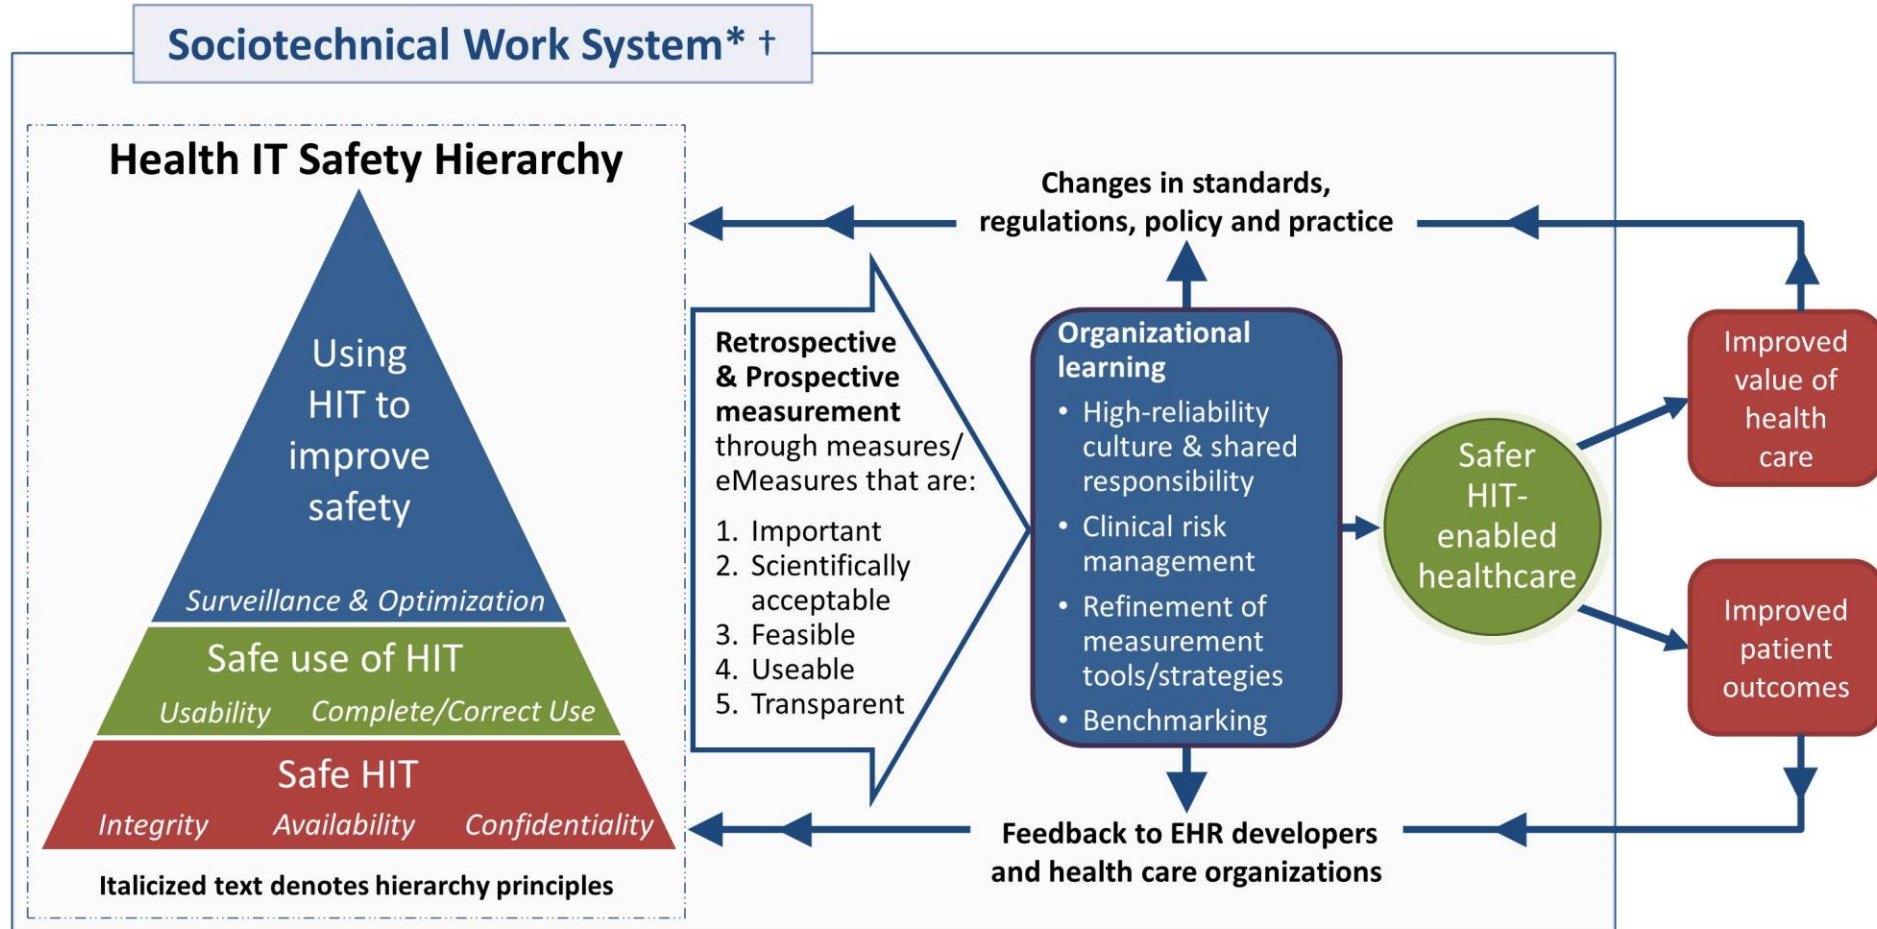 Sociotechnical Work System* †
Health IT Safety Hierarchy
Using
HIT to
improve
safety
Surveillance & Optimization
Safe use of HIT
Usability Complete/Correct Use
Safe HIT
Integrity Availability Confidentiality
Italicized text denotes hierarchy principles
Retrospective
& Prospective
measurement
through measures/
eMeasures that are:
1. Important
2. Scientifically
acceptable
3. Feasible
4. Useable
5. Transparent
Changes in standards,
regulations, policy and practice
Organizational
learning
• High-reliability
culture & shared
responsibility
• Clinical risk
management
• Refinement of
measurement
tools/strategies
• Benchmarking
Feedback to EHR developers
and health care organizations
Safer
HIT-
enabled
healthcare
Improved
value of
health
care
Improved
patient
outcomes